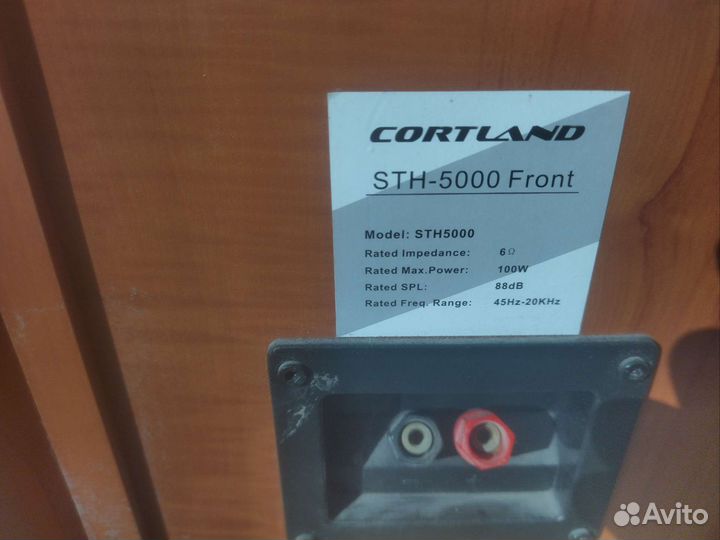 CORTLAND
STH-5000 Front
Model: STH5000
Rated Impedance: 6Ω
Rated Max.Power: 100W
Rated SPL: 88dB
Rated Freq. Range: 45Hz-20KHz
Avito